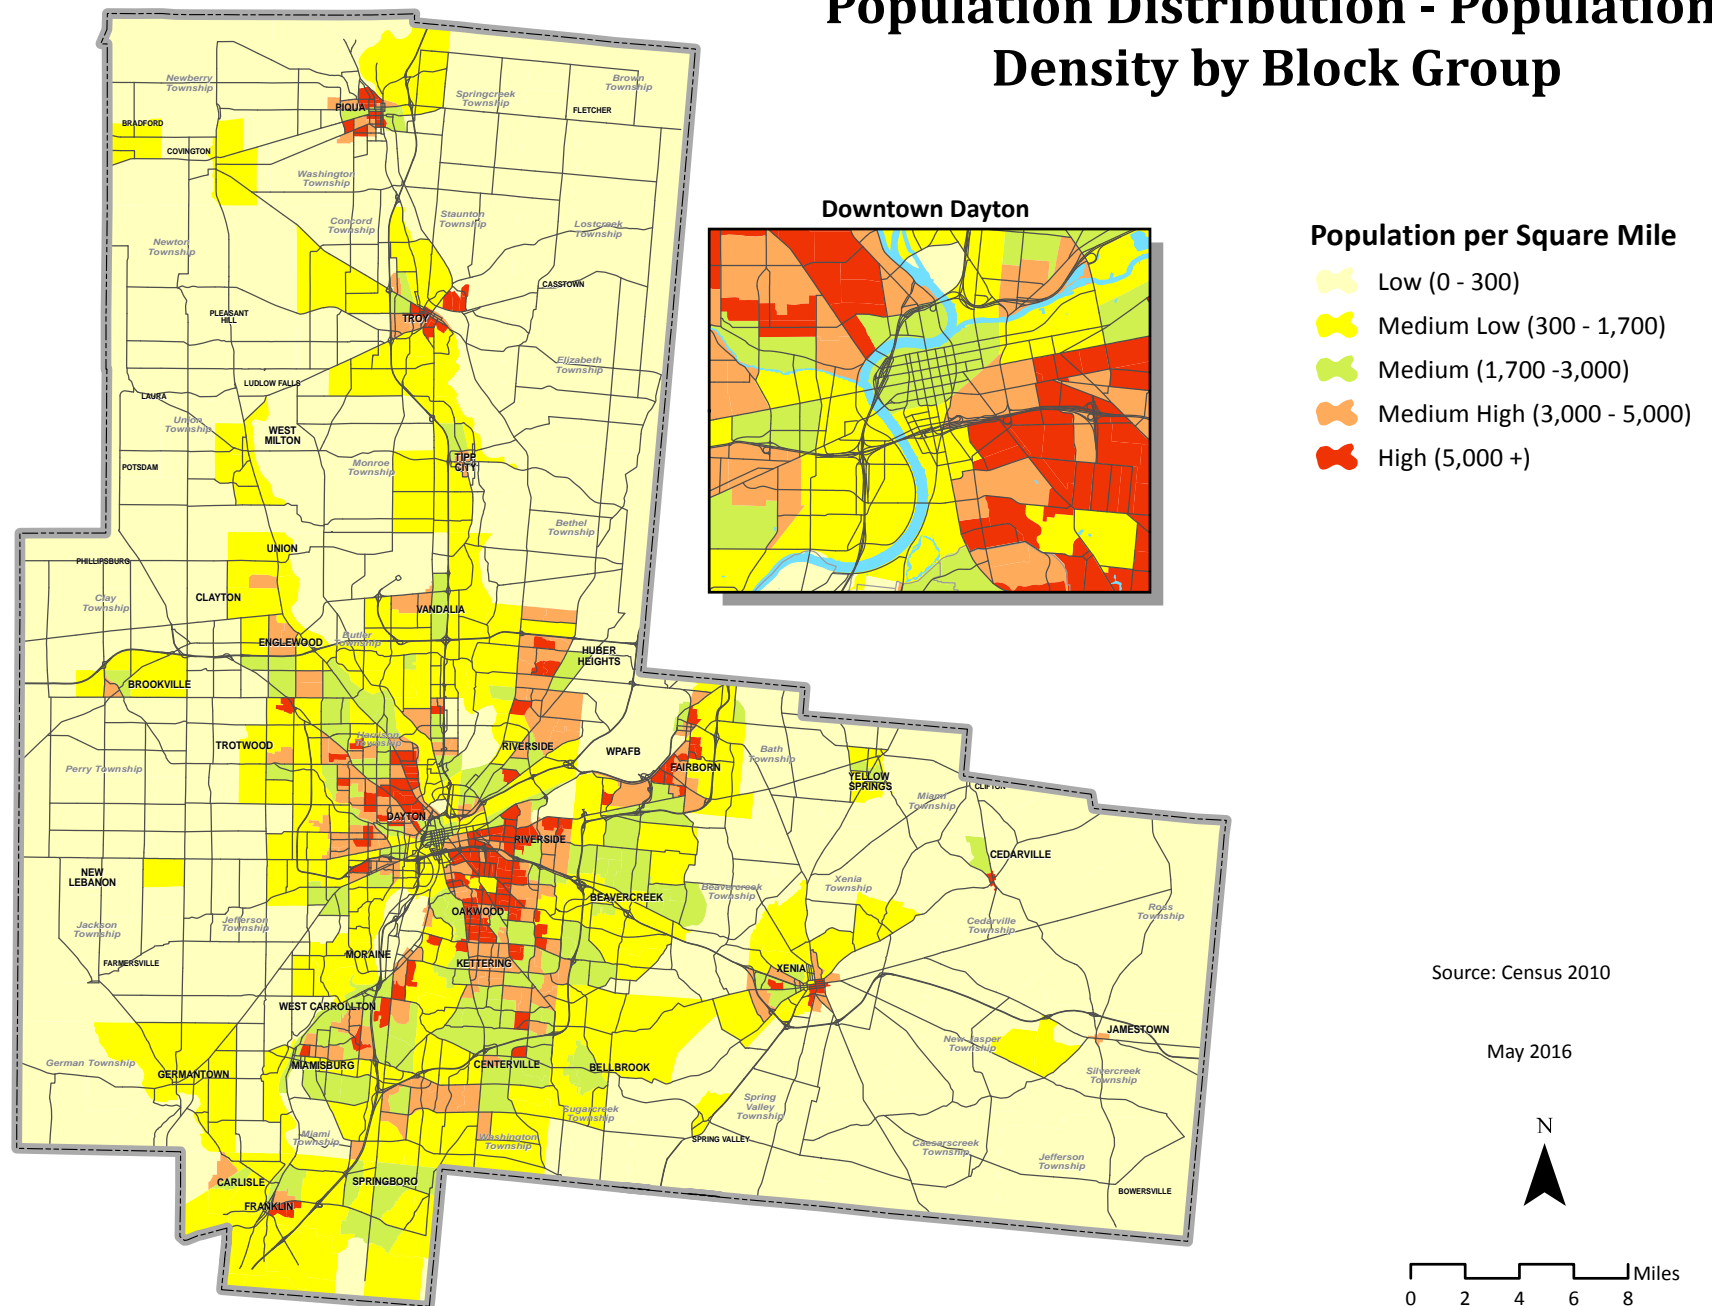 Population Distribution - Population
Density by Block Group
Newberry
Township
Brown
Township
Springcreek
Township
PIQUA
FLETCHER
BRADFORD
COVINGTON
Washington
Township
Concord
Township
Staunton
Township
Lostcreek
Township
Newton
Township
CASSTOWN
PLEASANT
HILL
TROY
Elizabeth
Township
LUDLOW FALLS
LAURA
Union
Township
WEST
MILTON
POTSDAM
Monroe
Township
TIPP
CITY
Bethel
Township
UNION
PHILLIPSBURG
Clay
Township
CLAYTON
VANDALIA
ENGLEWOOD
Butler
Township
HUBER
HEIGHTS
BROOKVILLE
TROTWOOD
Harrison
Township
RIVERSIDE
WPAFB
Perry Township
FAIRBORN
Bath
Township
YELLOW
SPRINGS
Miami
Township
CLIFTON
DAYTON
RIVERSIDE
CEDARVILLE
NEW
LEBANON
BEAVERCREEK
Beavercreek
Township
Xenia
Township
OAKWOOD
Jackson
Township
Jefferson
Township
Cedarville
Township
Ross
Township
MORAINE
FARMERSVILLE
KETTERING
XENIA
WEST CARROLLTON
JAMESTOWN
New Jasper
Township
German Township
GERMANTOWN
MIAMISBURG
CENTERVILLE
BELLBROOK
Silvercreek
Township
Sugarcreek
Township
Spring
Valley
Township
Miami
Township
Washington
Township
SPRING VALLEY
Caesarscreek
Township
Jefferson
Township
CARLISLE
SPRINGBORO
BOWERSVILLE
FRANKLIN
Downtown Dayton
Population per Square Mile
Low (0 - 300)
Medium Low (300 - 1,700)
Medium (1,700 -3,000)
Medium High (3,000 - 5,000)
High (5,000 +)
Source: Census 2010
May 2016
N
Miles
0 2 4 6 8